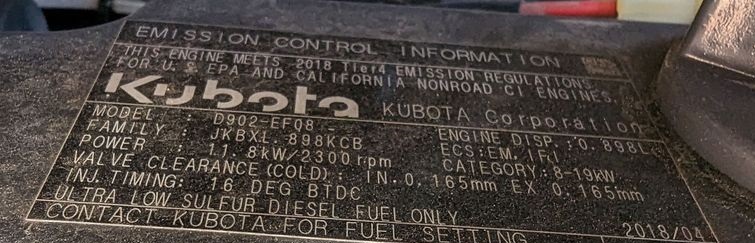 EMISSION CONTROL INFORMATION
THIS ENGINE MEETS 2018 Tier4 EMISSION REGULATIONS
FOR U S EPA AND CALIFORNIA NONROAD CI ENGINES.
Kubota KUBOTA Corporation
MODEL : D902-EF08 - ENGINE DISP.:0.898L
FAMILY : JKBXL.898KCB ECS:EM, IFI
POWER : 11.8kW/2300rpm CATEGORY:8-19kW
VALVE CLEARANCE(COLD): IN.0.165mm EX 0.165mm
INJ.TIMING: 16 DEG BTDC
ULTRA LOW SULFUR DIESEL FUEL ONLY
CONTACT KUBOTA FOR FUEL SETTING 2018/04